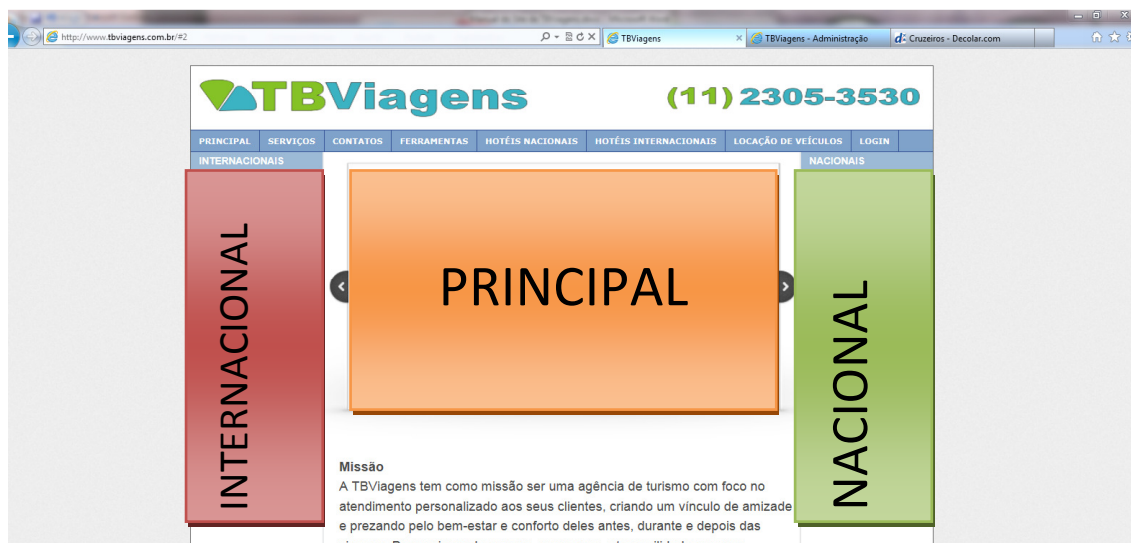 http://www.tbviagens.com.br/#2
TBViagens
TBViagens - Administração
Cruzeiros - Decolar.com
TBViagens
(11) 2305-3530
PRINCIPAL SERVIÇOS CONTATOS FERRAMENTAS HOTÉIS NACIONAIS HOTÉIS INTERNACIONAIS LOCAÇÃO DE VEÍCULOS LOGIN
INTERNACIONAIS
NACIONAIS
INTERNACIONAL
PRINCIPAL
NACIONAL
Missão
A TBViagens tem como missão ser uma agência de turismo com foco no
atendimento personalizado aos seus clientes, criando um vínculo de amizade
e prezando pelo bem-estar e conforto deles antes, durante e depois das